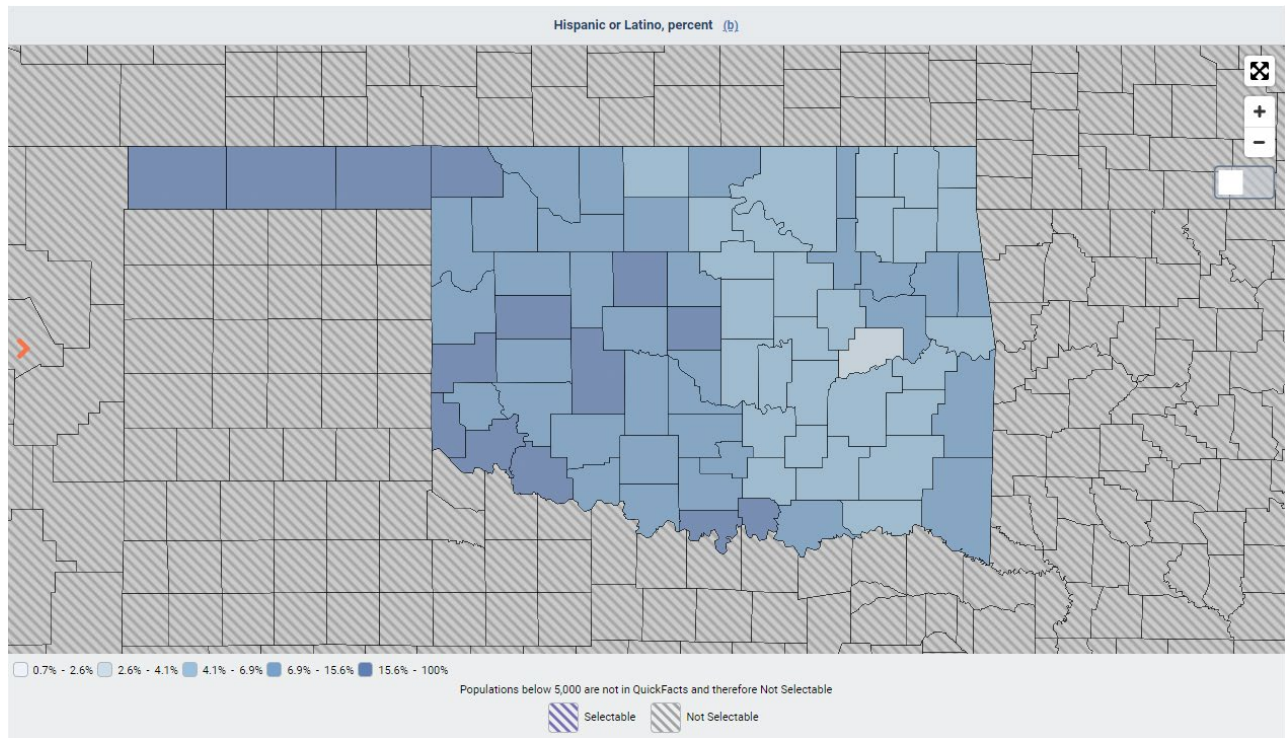 Hispanic or Latino, percent (b)
+
−
0.7% - 2.6% 2.6% - 4.1% 4.1% - 6.9% 6.9% - 15.6% 15.6% - 100%
Populations below 5,000 are not in QuickFacts and therefore Not Selectable
Selectable Not Selectable